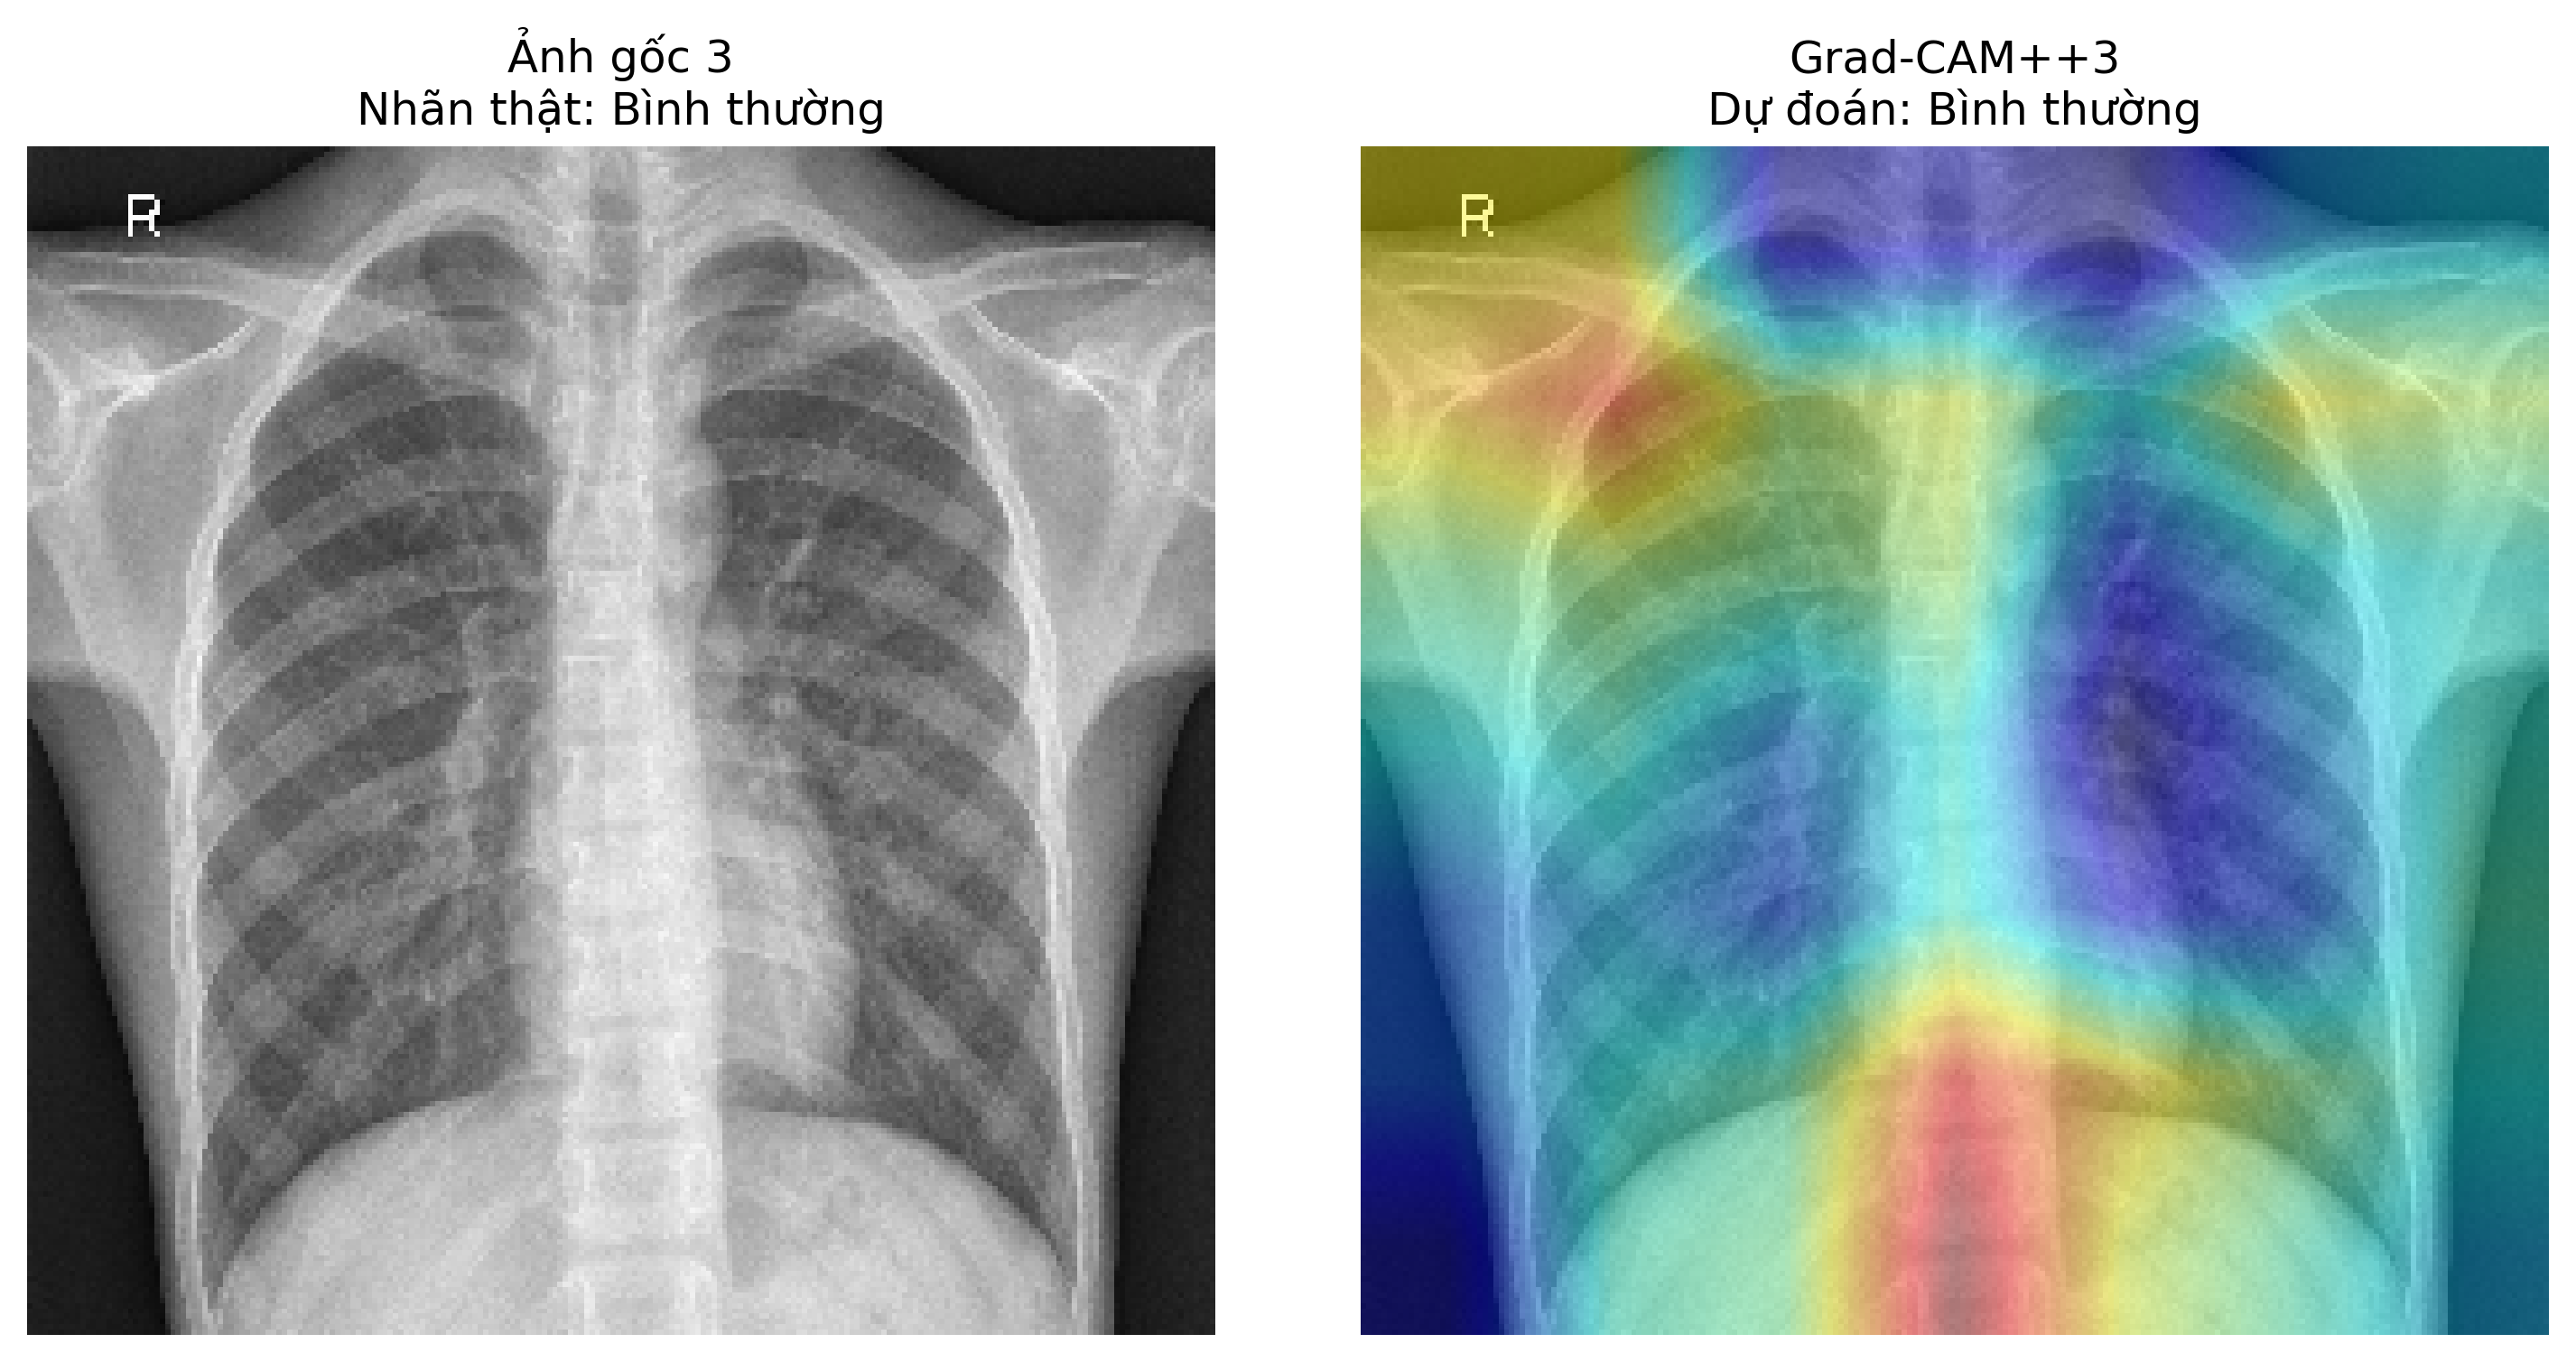 Ảnh gốc 3
Nhãn thật: Bình thường
R
Grad-CAM++3
Dự đoán: Bình thường
R